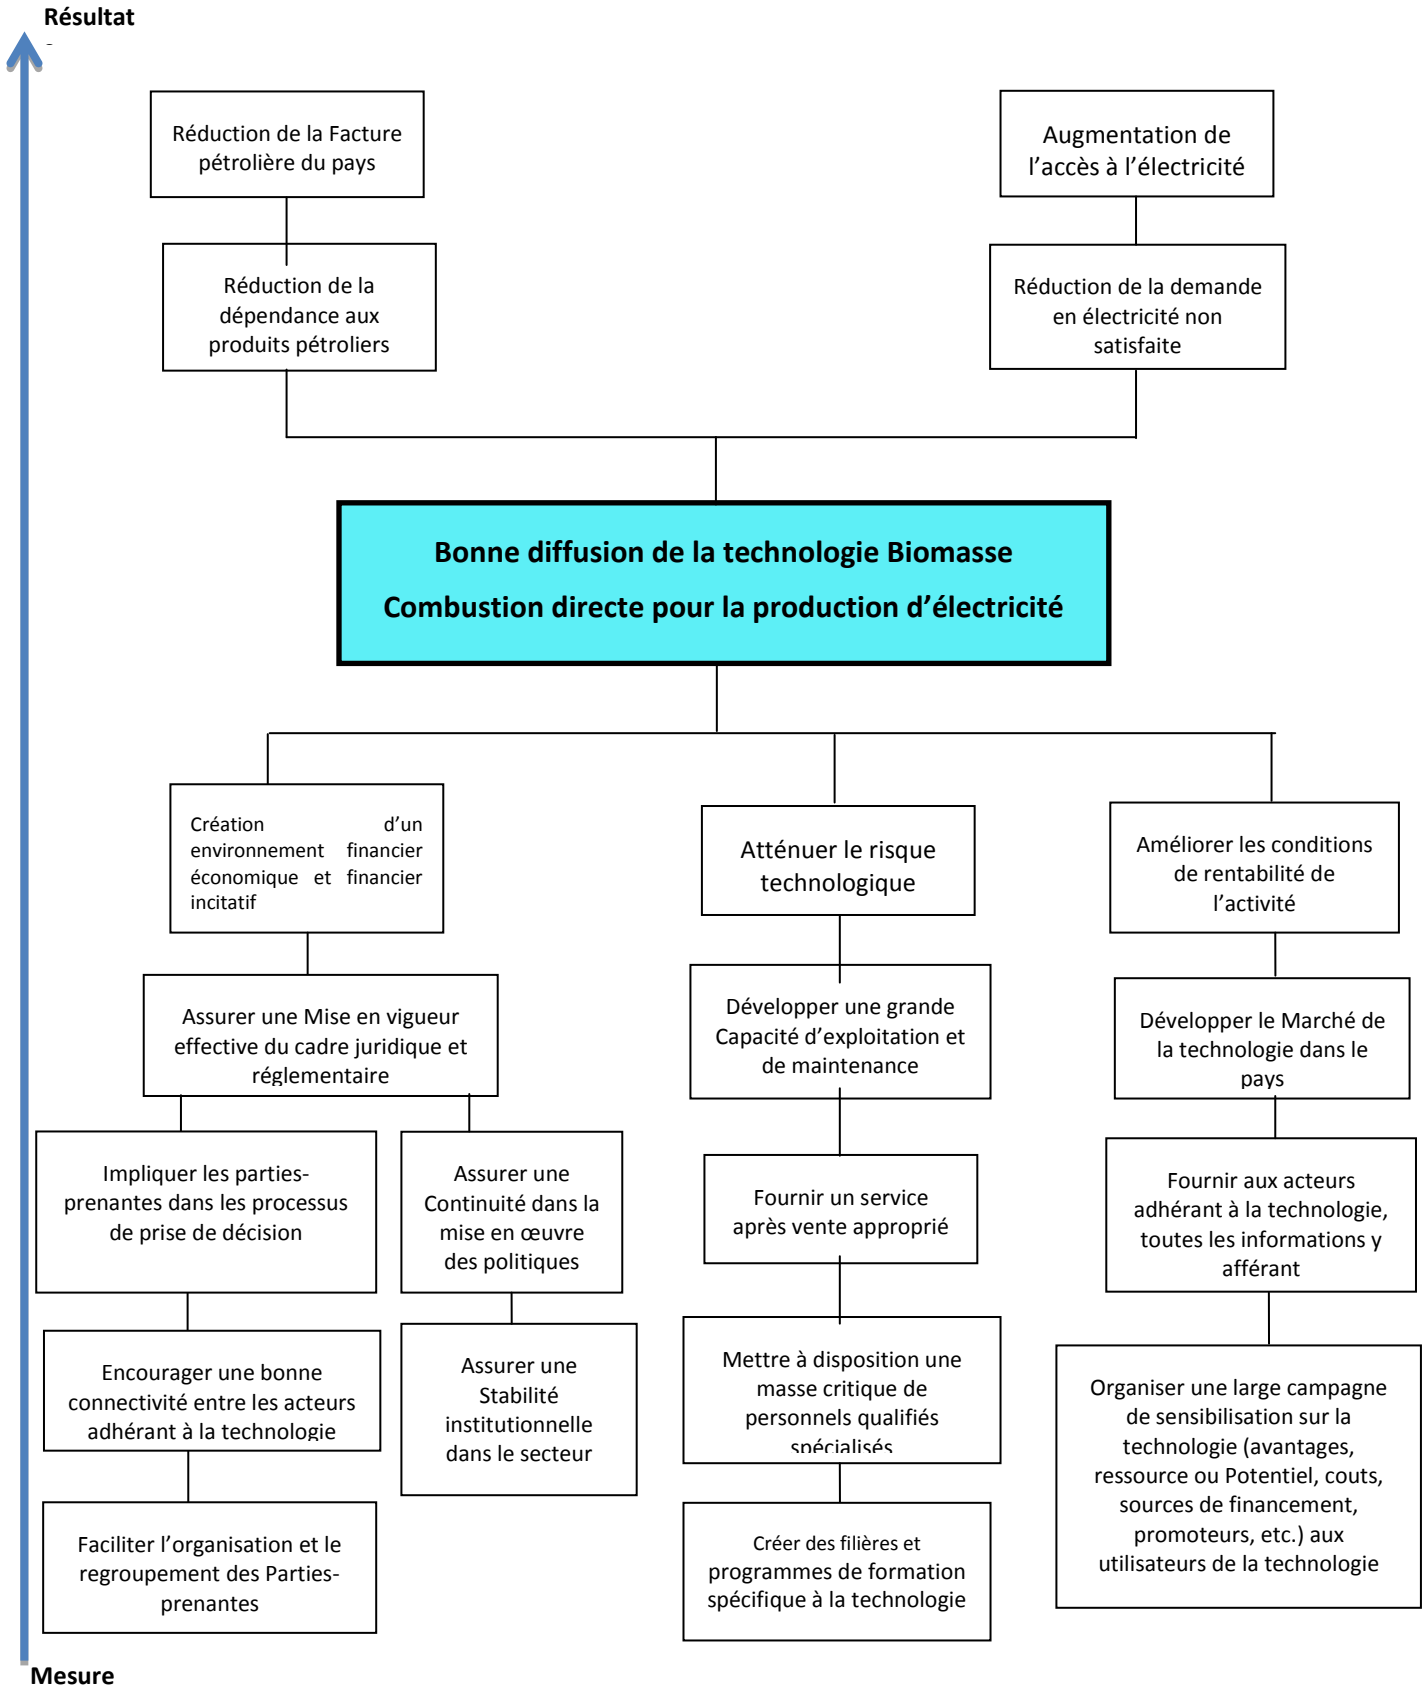 Résultat
Réduction de la Facture
pétrolière du pays
Augmentation de
l’accès à l’électricité
Réduction de la
dépendance aux
produits pétroliers
Réduction de la demande
en électricité non
satisfaite
Bonne diffusion de la technologie Biomasse
Combustion directe pour la production d’électricité
Création d’un
environnement financier
économique et financier
incitatif
Atténuer le risque
technologique
Améliorer les conditions
de rentabilité de
l’activité
Assurer une Mise en vigueur
effective du cadre juridique et
réglementaire
Développer une grande
Capacité d’exploitation et
de maintenance
Développer le Marché de
la technologie dans le
pays
Impliquer les parties-
prenantes dans les processus
de prise de décision
Assurer une
Continuité dans la
mise en œuvre
des politiques
Fournir un service
après vente approprié
Fournir aux acteurs
adhérant à la technologie,
toutes les informations y
afférant
Encourager une bonne
connectivité entre les acteurs
adhérant à la technologie
Assurer une
Stabilité
institutionnelle
dans le secteur
Mettre à disposition une
masse critique de
personnels qualifiés
spécialisés
Organiser une large campagne
de sensibilisation sur la
technologie (avantages,
ressource ou Potentiel, couts,
sources de financement,
promoteurs, etc.) aux
utilisateurs de la technologie
Faciliter l’organisation et le
regroupement des Parties-
prenantes
Créer des filières et
programmes de formation
spécifique à la technologie
Mesure